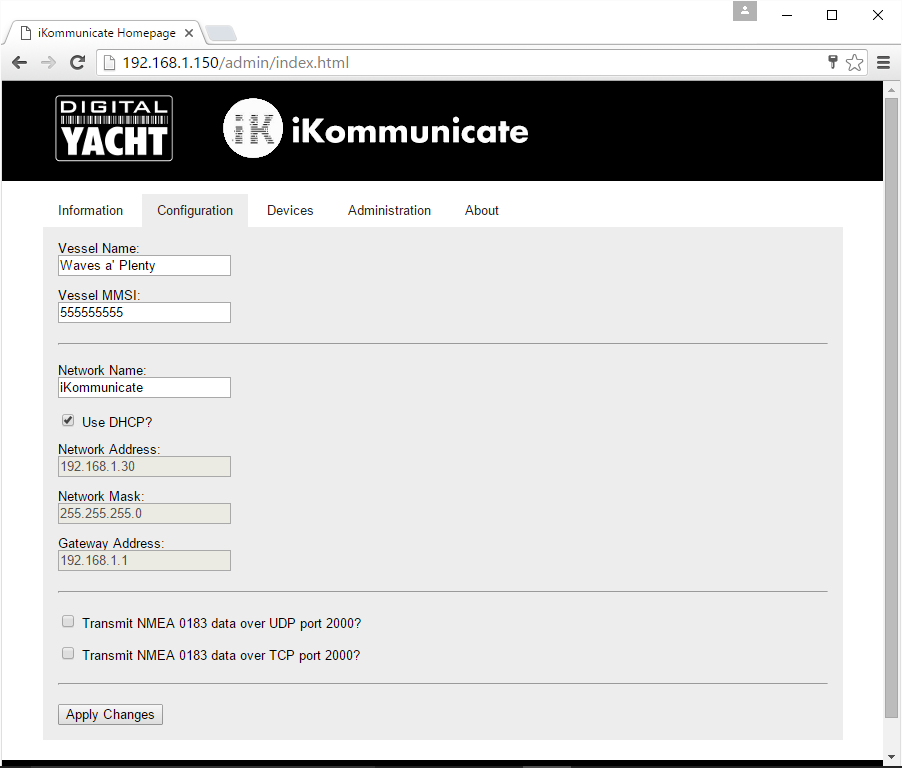 iKommunicate Homepage
192.168.1.150/admin/index.html
DIGITAL
YACHT
iK iKommunicate
Information Configuration Devices Administration About
Vessel Name:
Waves a' Plenty
Vessel MMSI:
555555555
Network Name:
iKommunicate
Use DHCP?
Network Address:
192.168.1.30
Network Mask:
255.255.255.0
Gateway Address:
192.168.1.1
Transmit NMEA 0183 data over UDP port 2000?
Transmit NMEA 0183 data over TCP port 2000?
Apply Changes